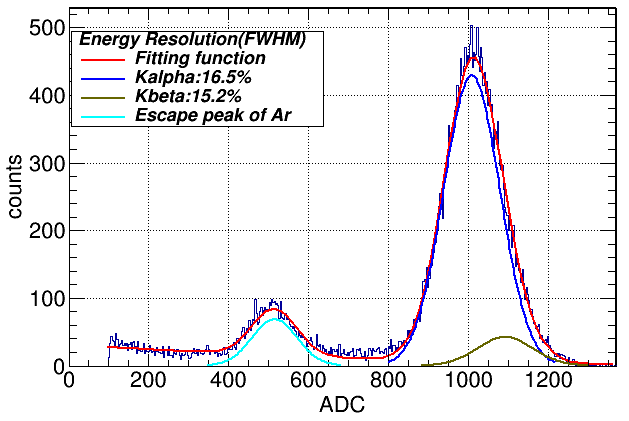 500
400
300
200
100
0
counts
Energy Resolution(FWHM)
Fitting function
Kalpha:16.5%
Kbeta:15.2%
Escape peak of Ar
0 200 400 600 800 1000 1200
ADC